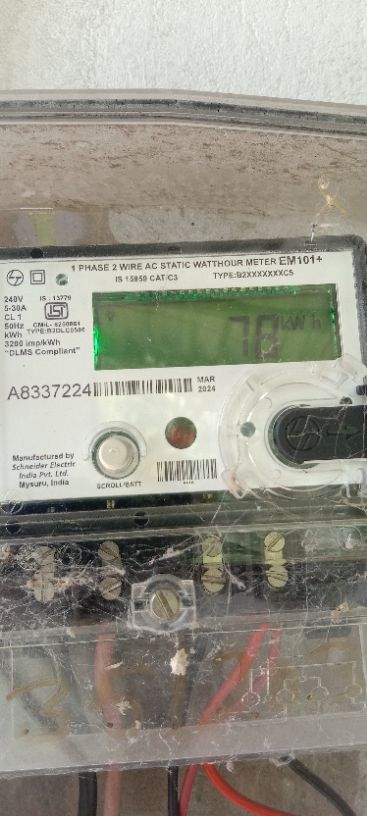 1 PHASE 2 WIRE AC STATIC WATTHOUR METER EM101+
IS 15959 CAT:C3 TYPE:B2XXXXXXXC5
240V IS : 13779
5-30A
CL 1
50Hz
kWh
3200 imp/kWh
"DLMS Compliant"
78 kWh
A8337224
MAR
2024
Manufactured by
Schneider Electric
India Pvt. Ltd.
Mysuru, India
SCROLL/BATT